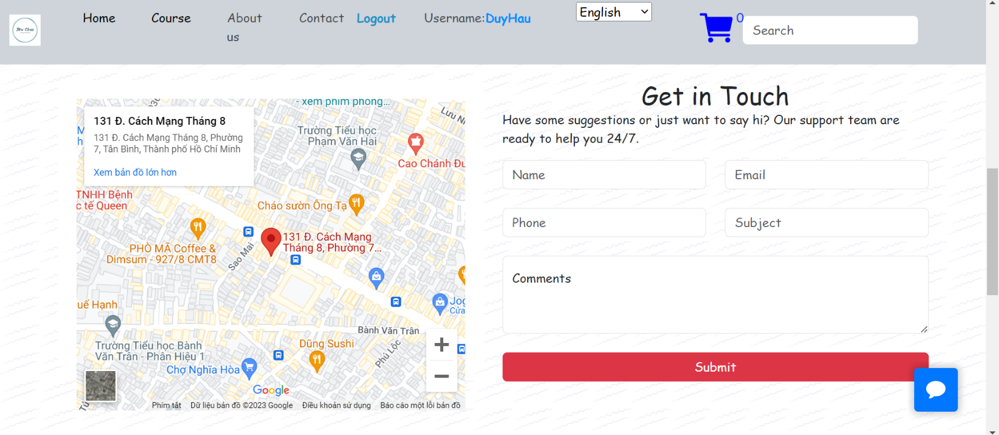 Star Class
Home
Course
About
us
Contact
Logout
Username:DuyHau
English
0
Search
- xem phim phong...
Lưu N
131 Đ. Cách Mạng Tháng 8
131 Đ. Cách Mạng Tháng 8, Phường
7, Tân Bình, Thành phố Hồ Chí Minh
Xem bản đồ lớn hơn
Trường Tiểu học
Phạm Văn Hai
Cao Chánh Đư
TNHH Bệnh
c tế Queen
Cháo sườn Ông Tạ
PHÒ MÃ Coffee &
Dimsum - 927/8 CMT8
Sao Mai
131 Đ. Cách Mạng
Tháng 8, Phường 7...
uế Hạnh
Jog
Cửa
Bành Văn Trân
Trường Tiểu học Bành
Văn Trân - Phân Hiệu 1
Dũng Sushi
Phú Lộc
Chợ Nghĩa Hòa
Google
Phím tắt
Dữ liệu bản đồ ©2023 Google
Điều khoản sử dụng
Báo cáo một lỗi bản đồ
Get in Touch
Have some suggestions or just want to say hi? Our support team are
ready to help you 24/7.
Name
Email
Phone
Subject
Comments
Submit